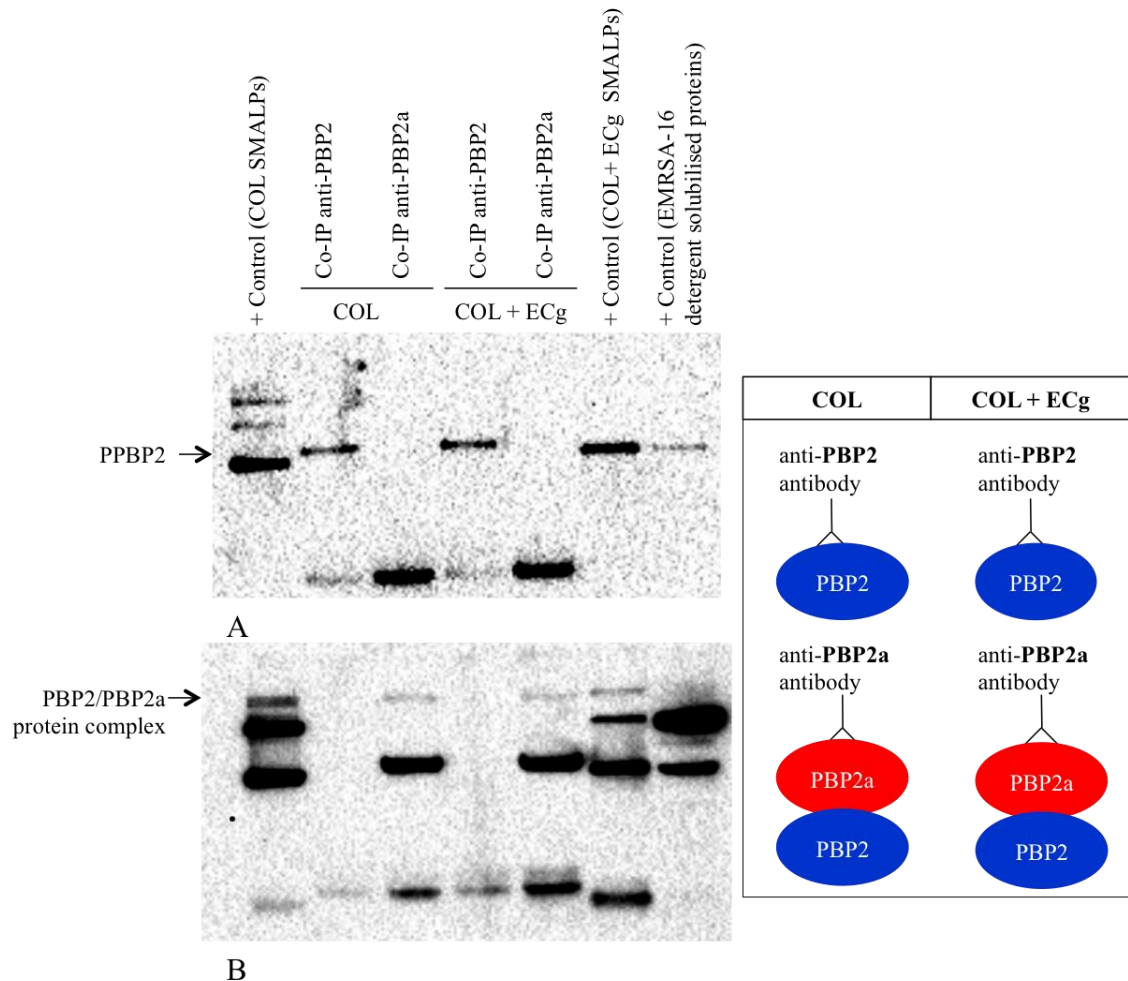 + Control (COL SMALPs)
Co-IP anti-PBP2
Co-IP anti-PBP2a
Co-IP anti-PBP2
Co-IP anti-PBP2a
+ Control (COL+ ECg SMALPs)
+ Control (EMRSA-16
detergent solubilised proteins)
COL
COL + ECg
PPBP2
A
PBP2/PBP2a
protein complex
B
COL
COL + ECg
anti-PBP2
antibody
anti-PBP2
antibody
PBP2
PBP2
anti-PBP2a
antibody
anti-PBP2a
antibody
PBP2a
PBP2a
PBP2
PBP2